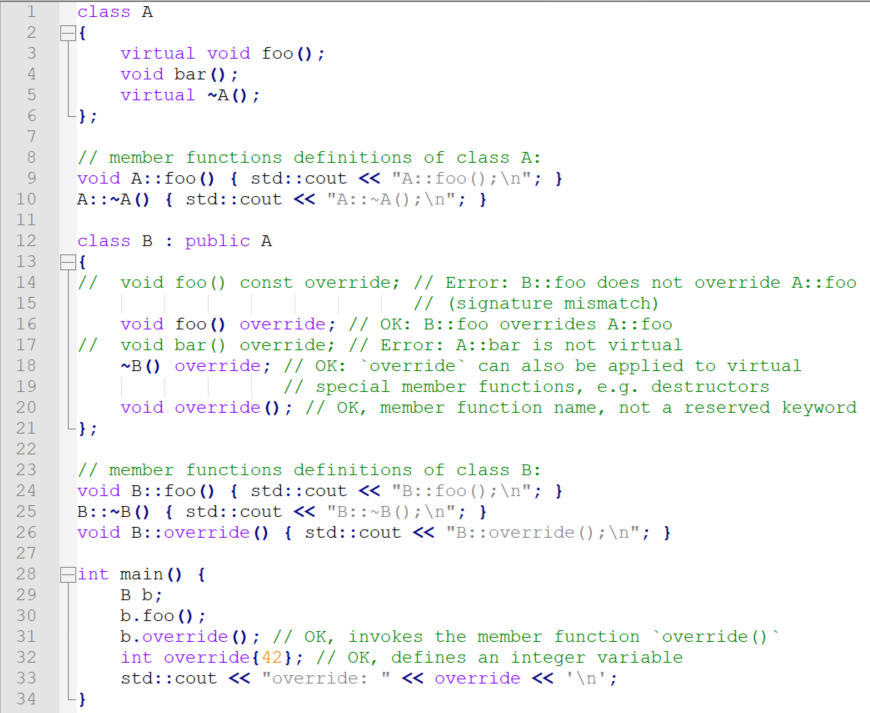 1 class A
2 {
3     virtual void foo();
4     void bar();
5     virtual ~A();
6 };
7
8 // member functions definitions of class A:
9 void A::foo() { std::cout << "A::foo();\n"; }
10 A::~A() { std::cout << "A::~A();\n"; }
11
12 class B : public A
13 {
14 //  void foo() const override; // Error: B::foo does not override A::foo
15                                // (signature mismatch)
16     void foo() override; // OK: B::foo overrides A::foo
17 //  void bar() override; // Error: A::bar is not virtual
18     ~B() override; // OK: `override` can also be applied to virtual
19                    // special member functions, e.g. destructors
20     void override(); // OK, member function name, not a reserved keyword
21 };
22
23 // member functions definitions of class B:
24 void B::foo() { std::cout << "B::foo();\n"; }
25 B::~B() { std::cout << "B::~B();\n"; }
26 void B::override() { std::cout << "B::override();\n"; }
27
28 int main() {
29     B b;
30     b.foo();
31     b.override(); // OK, invokes the member function `override()`
32     int override{42}; // OK, defines an integer variable
33     std::cout << "override: " << override << '\n';
34 }